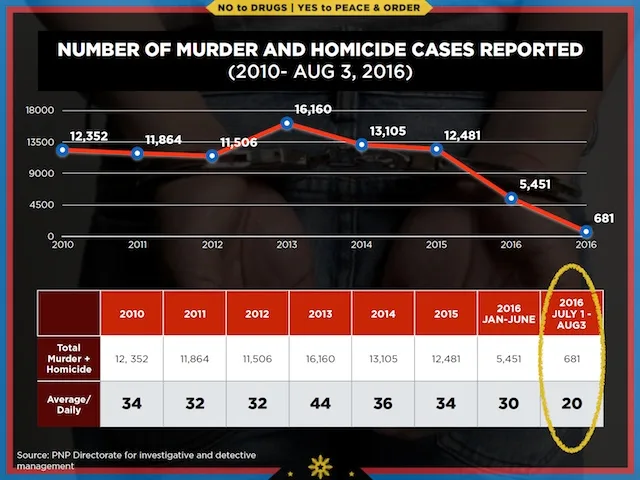 NO to DRUGS | YES to PEACE & ORDER
NUMBER OF MURDER AND HOMICIDE CASES REPORTED
(2010- AUG 3, 2016)
18000
13500
9000
4500
0
12,352
11,864
11,506
16,160
13,105
12,481
5,451
681
2010 2011 2012 2013 2014 2015 2016 2016
2010 2011 2012 2013 2014 2015 2016 JAN-JUNE 2016 JULY 1 - AUG3
Total Murder + Homicide 12, 352 11,864 11,506 16,160 13,105 12,481 5,451 681
Average/ Daily 34 32 32 44 36 34 30 20
Source: PNP Directorate for investigative and detective
management